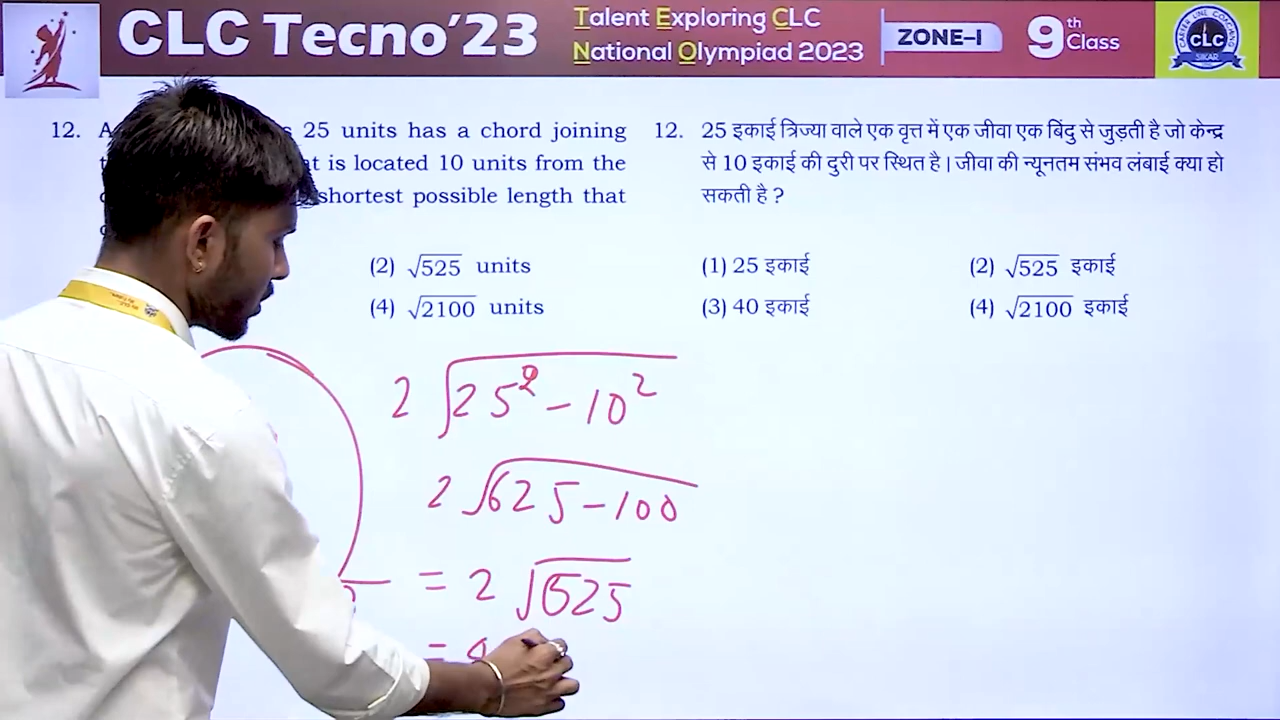 CLC Tecno'23
Talent Exploring CLC
National Olympiad 2023
ZONE-I
9th Class
CLC
SIKAR
12. 25 units has a chord joining
is located 10 units from the
shortest possible length that
(2) √525 units
(4) √2100 units
12. 25 इकाई त्रिज्या वाले एक वृत्त में एक जीवा एक बिंदु से जुड़ती है जो केन्द्र
से 10 इकाई की दुरी पर स्थित है। जीवा की न्यूनतम संभव लंबाई क्या हो
सकती है ?
(1) 25 इकाई (2) √525 इकाई
(3) 40 इकाई (4) √2100 इकाई
2 √25² – 10²
2 √625 – 100
= 2 √525
=